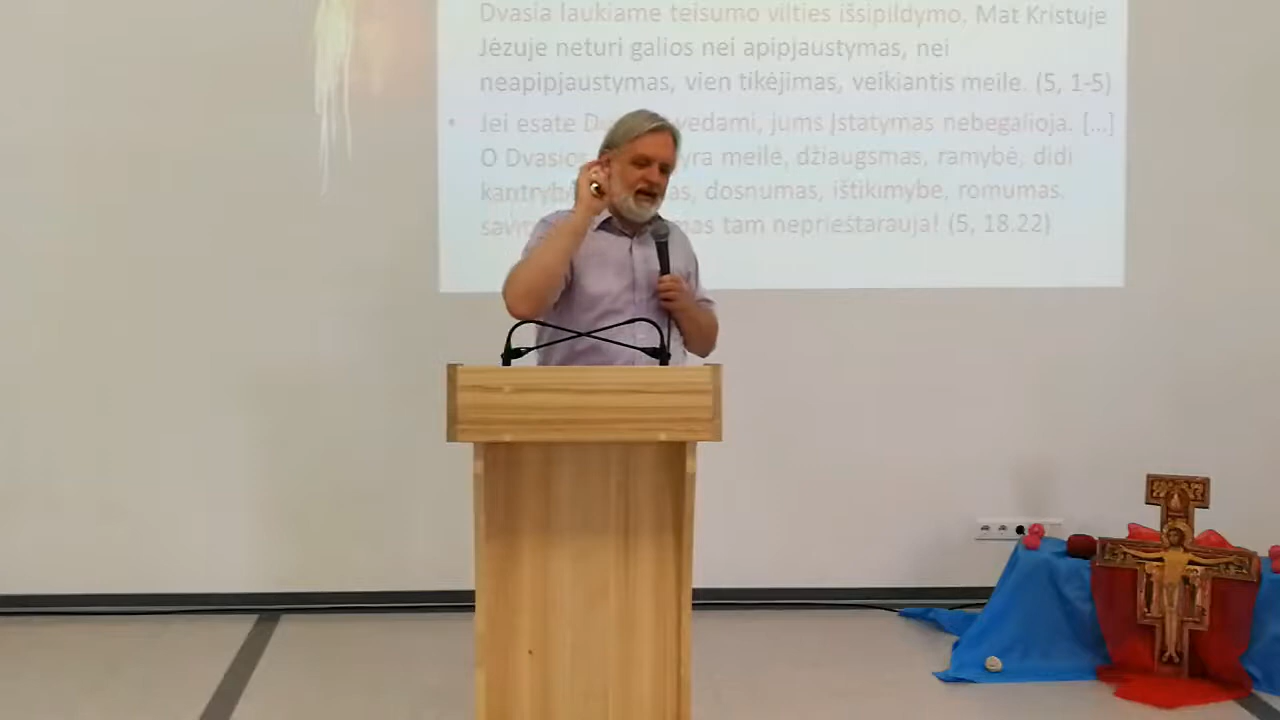 Dvasia laukiame teisumo vilties išsipildymo. Mat Kristuje
Jėzuje neturi galios nei apipjaustymas, nei
neapipjaustymas, vien tikėjimas, veikiantis meile. (5, 1-5)
• Jei esate vedami, jums Įstatymas nebegalioja. [...]
O Dvasios yra meilė, džiaugsmas, ramybė, didi
dosnumas, ištikimybė, romumas,
tam neprieštarauja! (5, 18.22)